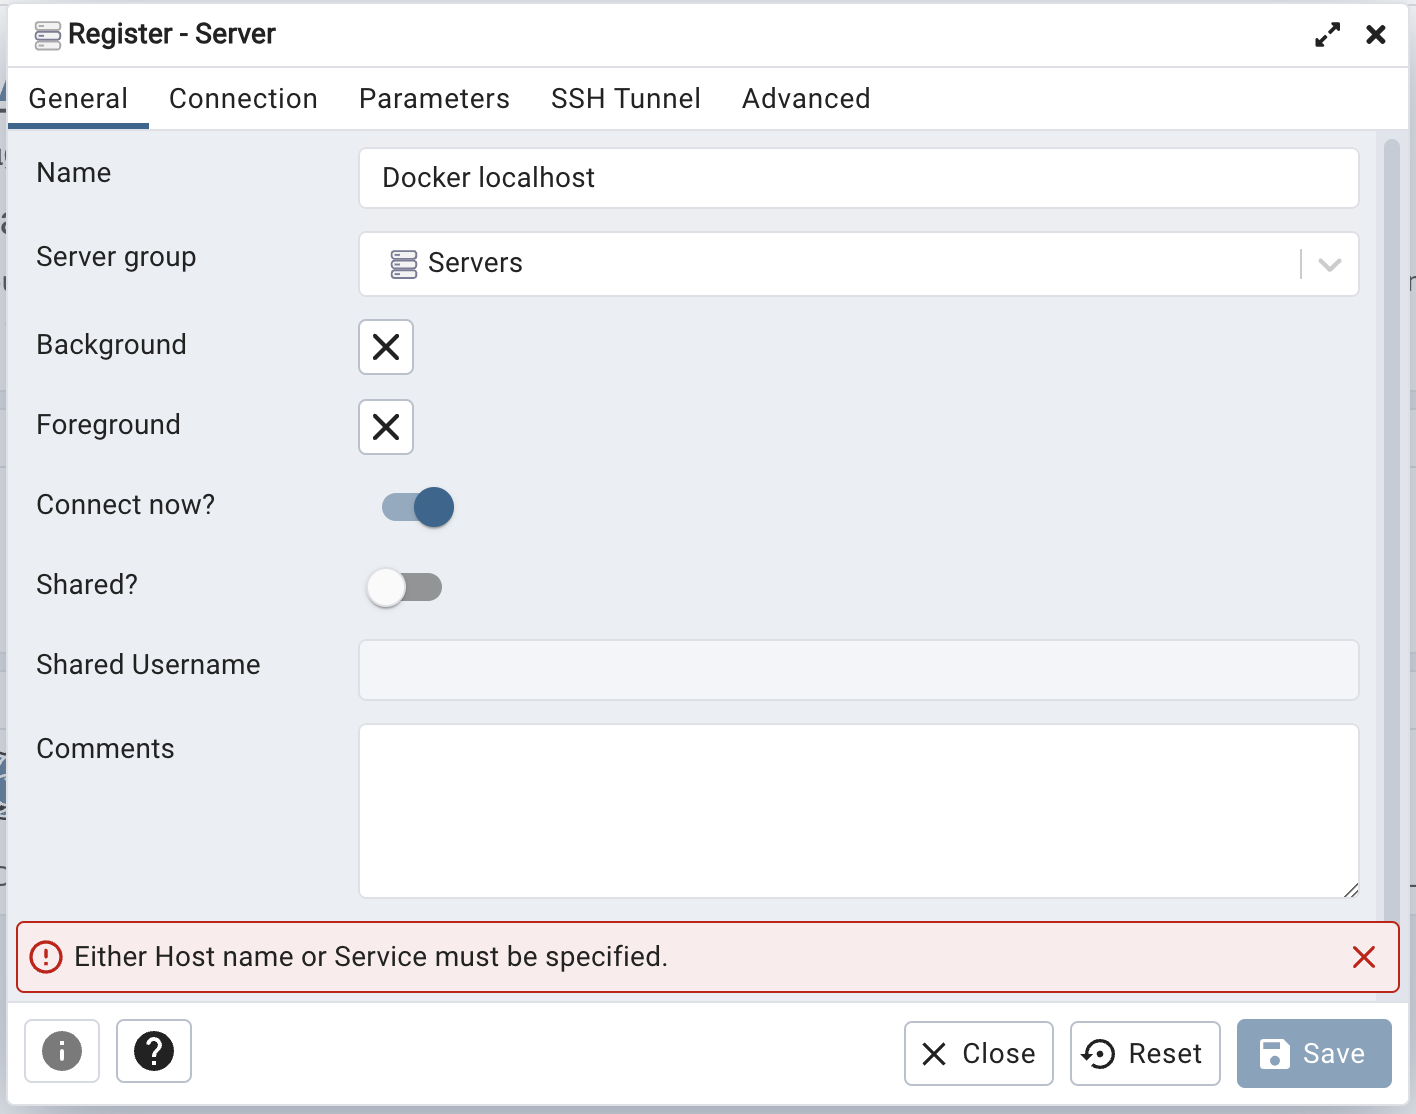 Register - Server
General Connection Parameters SSH Tunnel Advanced
Name Docker localhost
Server group Servers
Background
Foreground
Connect now?
Shared?
Shared Username
Comments
Either Host name or Service must be specified.
Close Reset Save